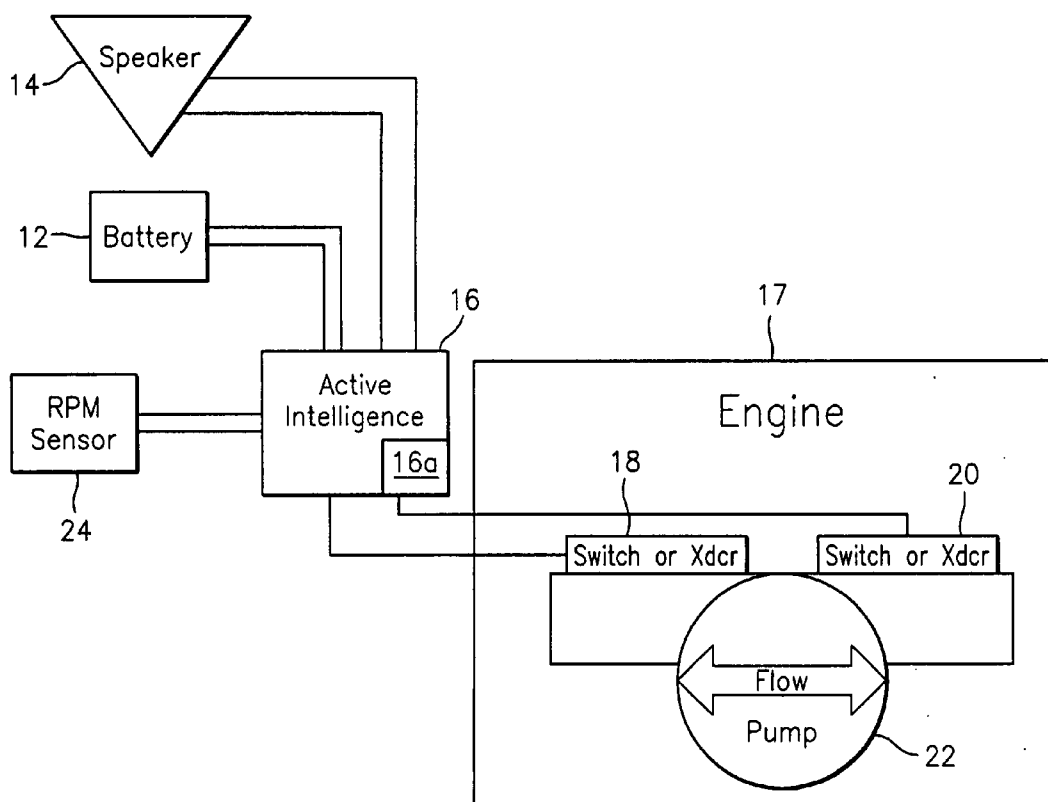 Speaker
14
Battery
12
16
17
Active
Intelligence
16a
RPM
Sensor
24
Engine
18
20
Switch or Xdcr
Switch or Xdcr
Flow
Pump
22